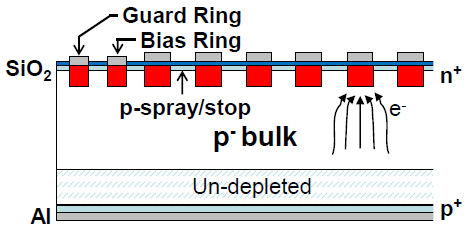 Guard Ring
Bias Ring
SiO₂
n⁺
p-spray/stop
e⁻
p⁻ bulk
Un-depleted
p⁺
Al